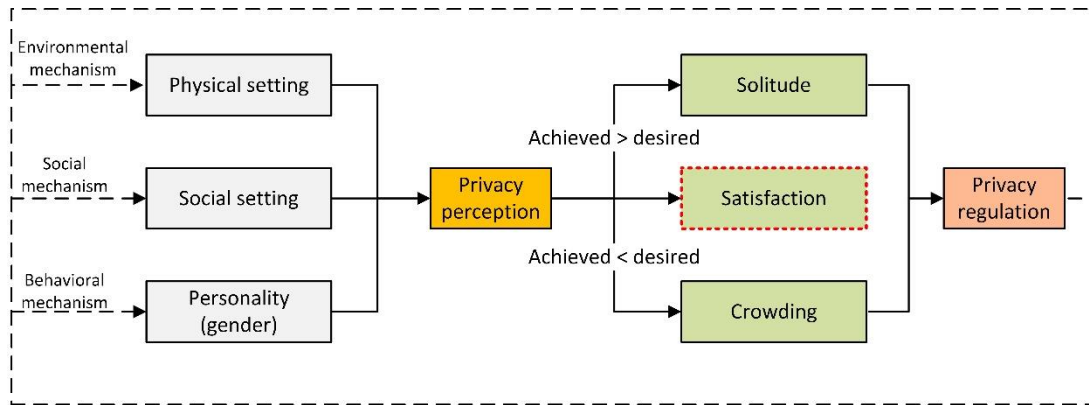 Environmental
mechanism
Physical setting
Solitude
Achieved > desired
Social
mechanism
Social setting
Privacy
perception
Satisfaction
Privacy
regulation
Achieved < desired
Behavioral
mechanism
Personality
(gender)
Crowding